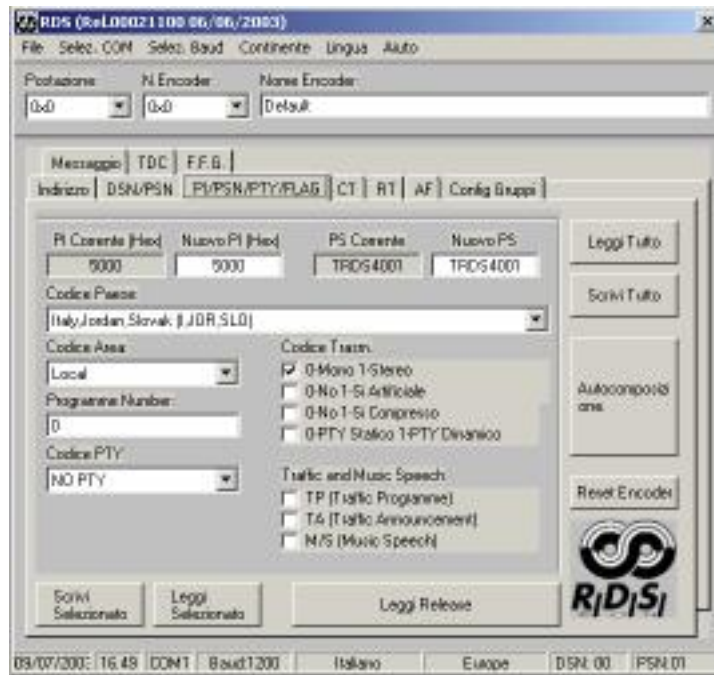 RDS (Rel.00021100 06/06/2003)
File Selez. COM Selez. Baud Continente Lingua Aiuto
Postazione N.Encoder Nome Encoder
0x0 0x0 Default
Messaggio TDC F.F.G.
Indirizzo DSN/PSN PI/PSN/PTY/FLAG CT RT AF Config Gruppi
PI Corrente (Hex) Nuovo PI (Hex) PS Corrente Nuovo PS
5000 5000 TRDS4001 TRDS4001
Leggi Tutto
Codice Paese
Italy,Jordan,Slovak (I,JOR,SLO)
Scrivi Tutto
Codice Area
Local
Programme Number
0
Codice PTY
NO PTY
Codice Trasm.
0-Mono 1-Stereo
0-No 1-Si Artificiale
0-No 1-Si Compresso
0-PTY Statico 1-PTY Dinamico
Traffic and Music Speech
TP (Traffic Programme)
TA (Traffic Announcement)
M/S (Music Speech)
Autocomposizi
one
Reset Encoder
R|D|S|
Scrivi
Selezionato
Leggi
Selezionato
Leggi Release
09/07/200 16.49 COM1 Baud:1200 Italiano Europe DSN: 00 PSN:01